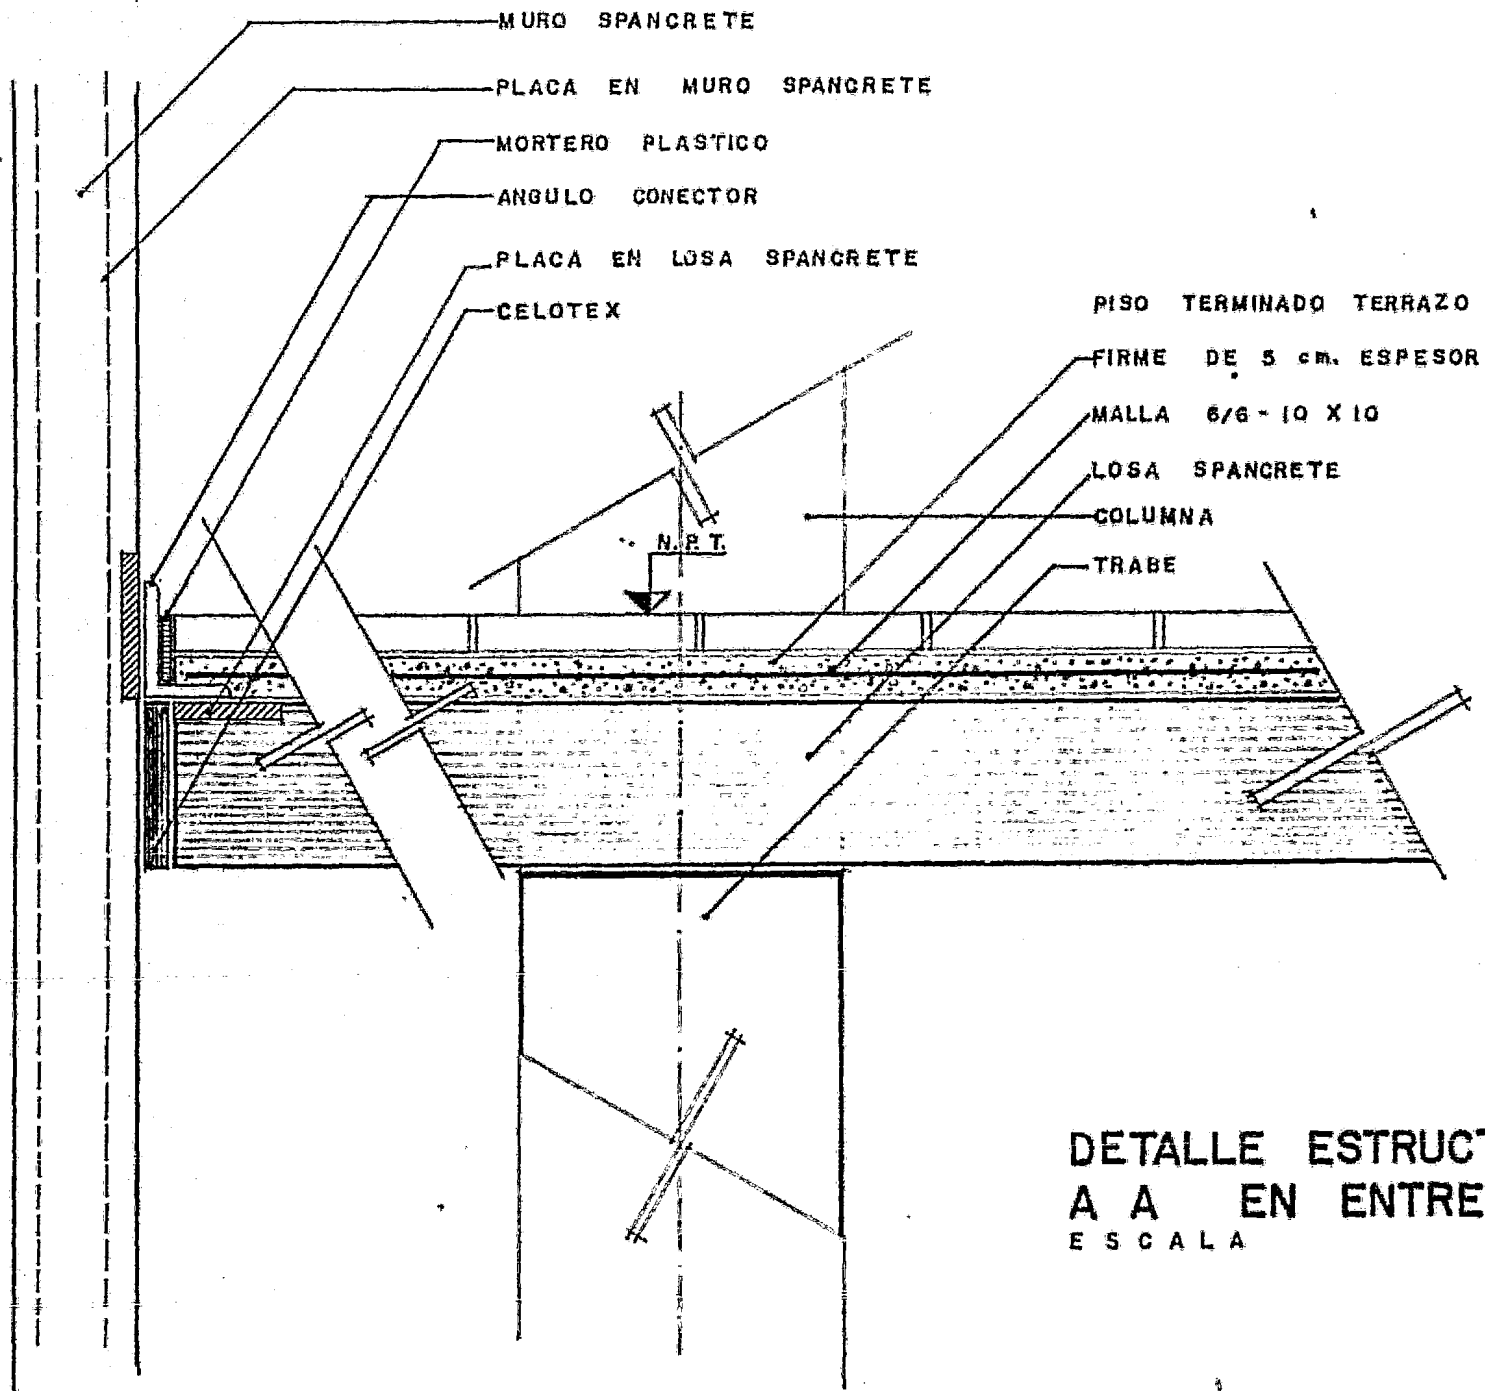 MURO SPANCRETE
PLACA EN MURO SPANCRETE
MORTERO PLASTICO
ANGULO CONECTOR
PLACA EN LOSA SPANCRETE
CELOTEX
PISO TERMINADO TERRAZO
FIRME DE 5 cm. ESPESOR
MALLA 6/6-10 X 10
LOSA SPANCRETE
COLUMNA
N.P.T.
TRABE
DETALLE ESTRUCT
A A EN ENTRE
ESCALA